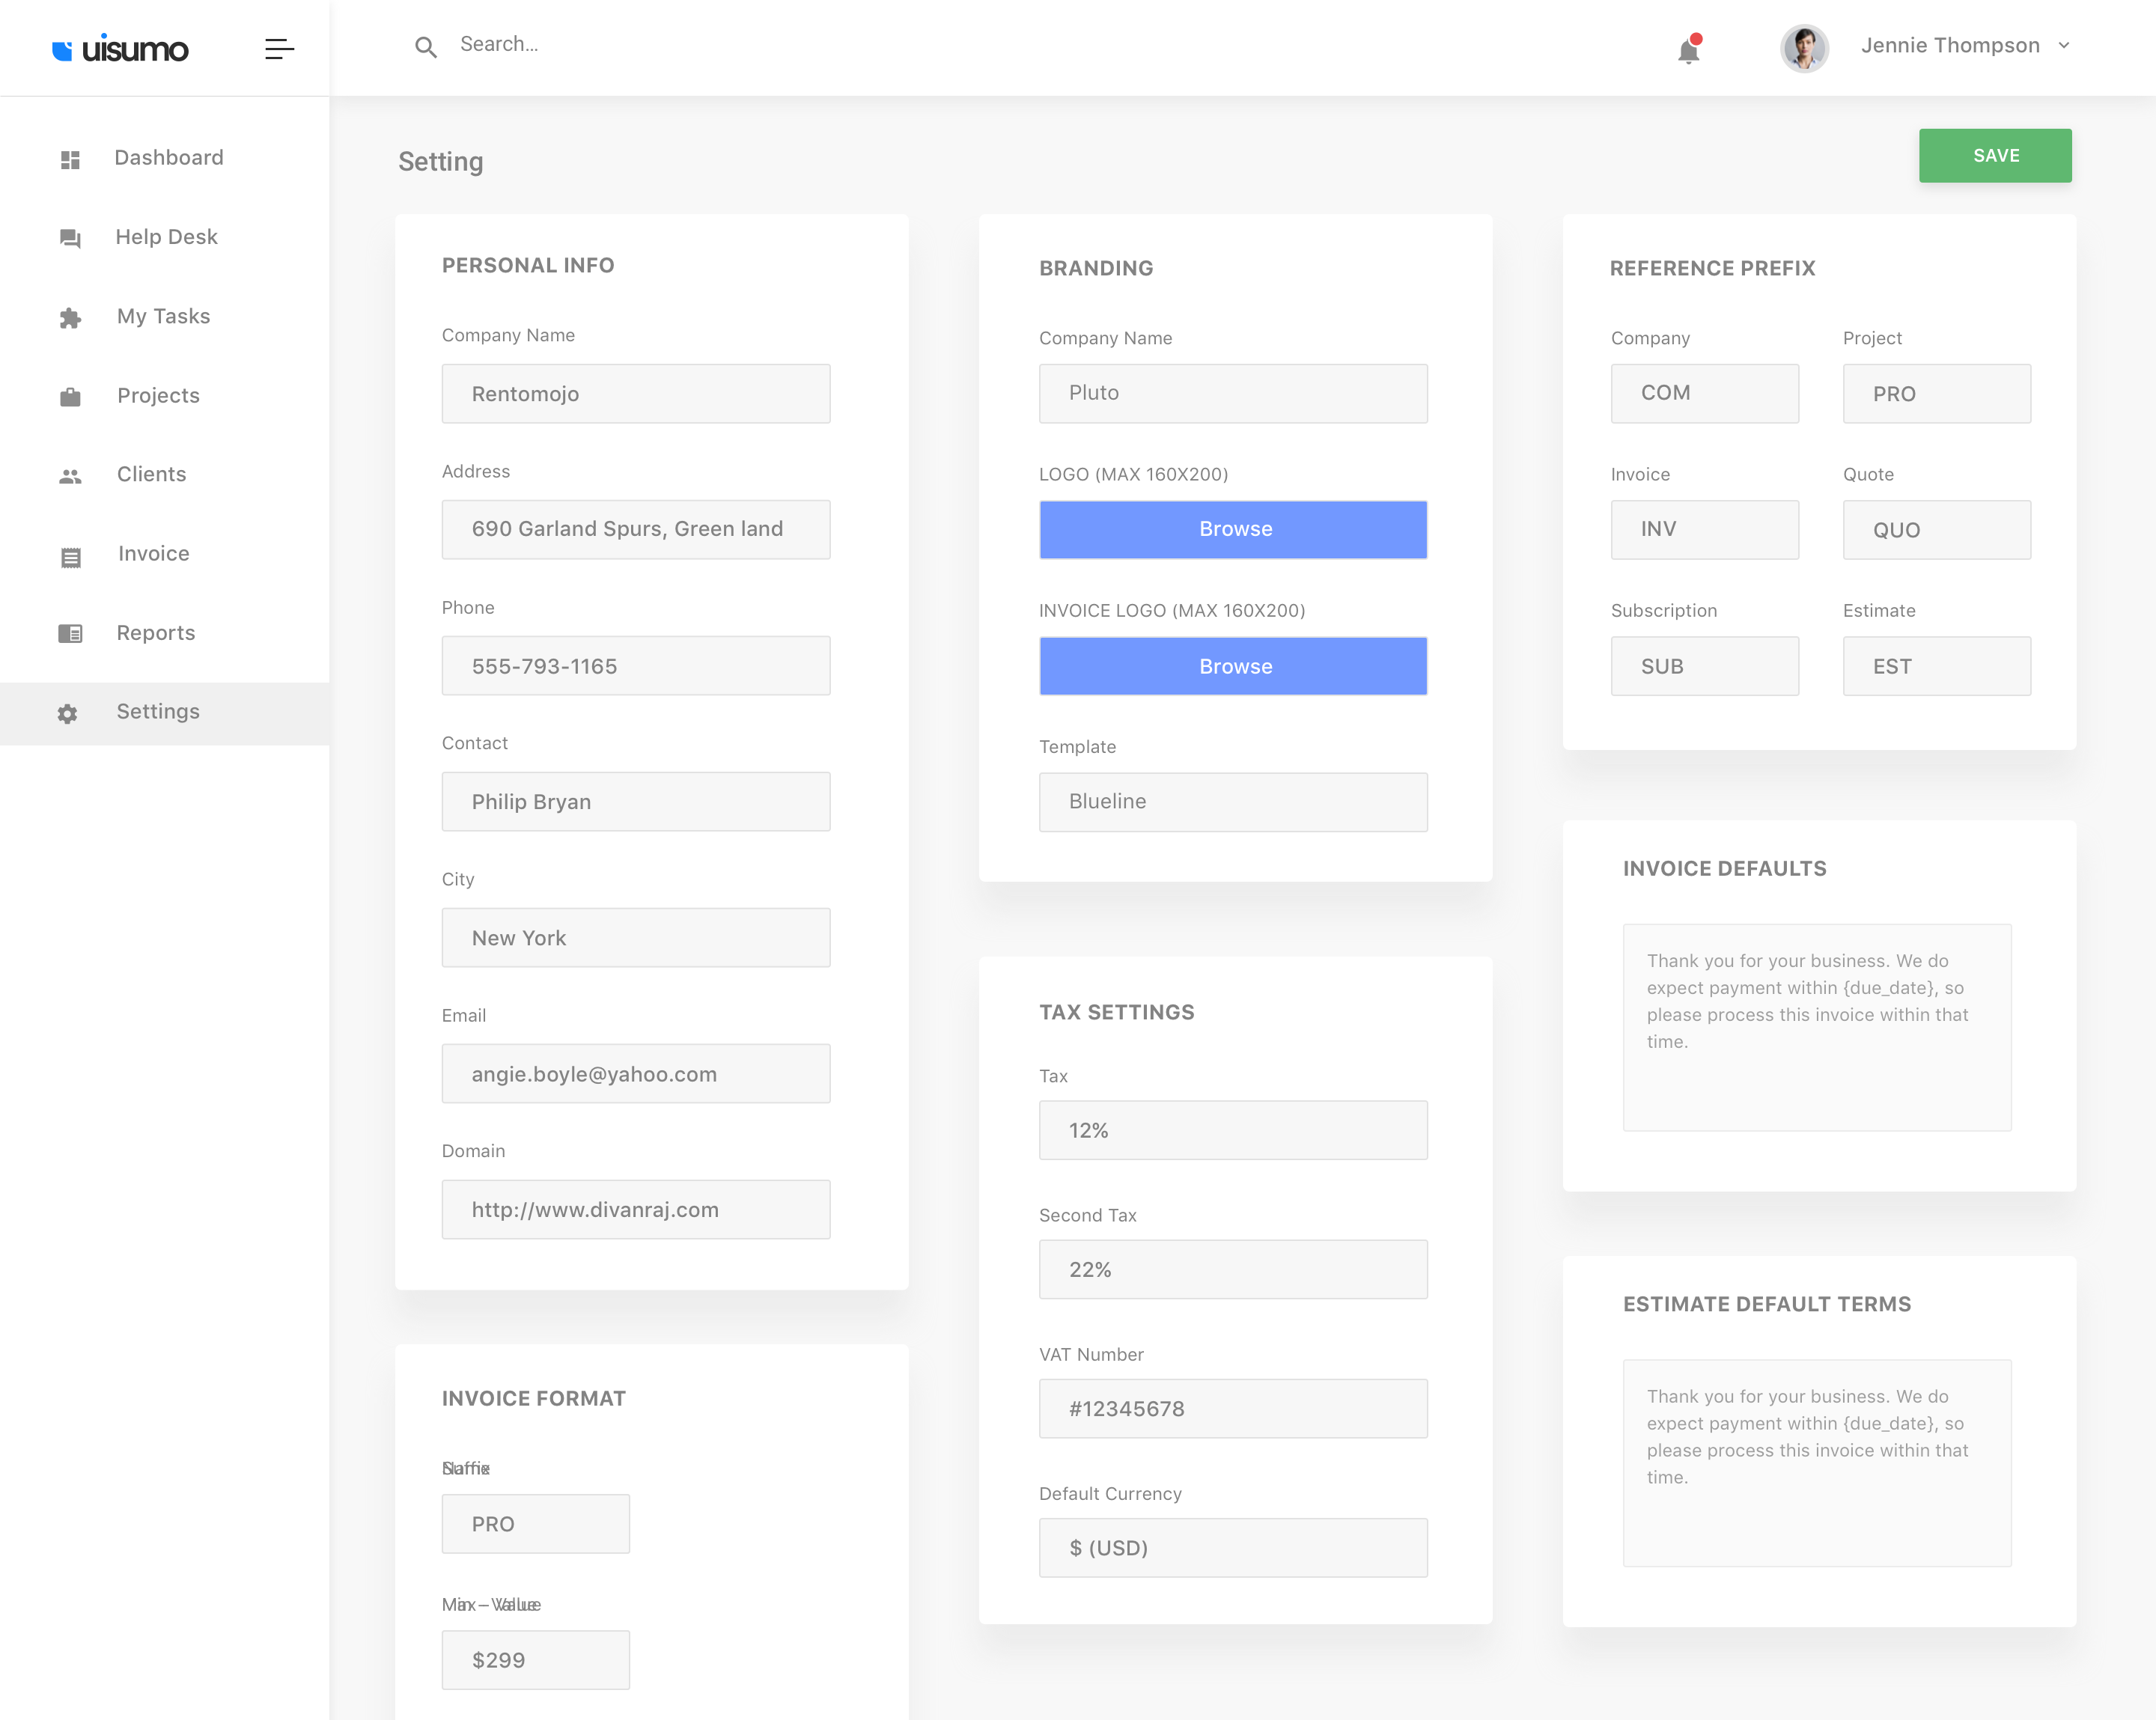 uisumo
Search...
Jennie Thompson
Dashboard
Help Desk
My Tasks
Projects
Clients
Invoice
Reports
Settings
Setting
SAVE
PERSONAL INFO
Company Name
Rentomojo
Address
690 Garland Spurs, Green land
Phone
555-793-1165
Contact
Philip Bryan
City
New York
Email
angie.boyle@yahoo.com
Domain
http://www.divanraj.com
INVOICE FORMAT
PRO
$299
BRANDING
Company Name
Pluto
LOGO (MAX 160X200)
Browse
INVOICE LOGO (MAX 160X200)
Browse
Template
Blueline
TAX SETTINGS
Tax
12%
Second Tax
22%
VAT Number
#12345678
Default Currency
$ (USD)
REFERENCE PREFIX
Company
Project
COM
PRO
Invoice
Quote
INV
QUO
Subscription
Estimate
SUB
EST
INVOICE DEFAULTS
Thank you for your business. We do
expect payment within {due_date}, so
please process this invoice within that
time.
ESTIMATE DEFAULT TERMS
Thank you for your business. We do
expect payment within {due_date}, so
please process this invoice within that
time.